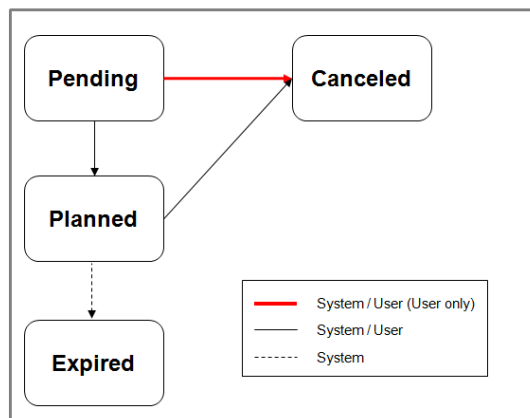 Pending
Canceled
Planned
Expired
System / User (User only)
System / User
System